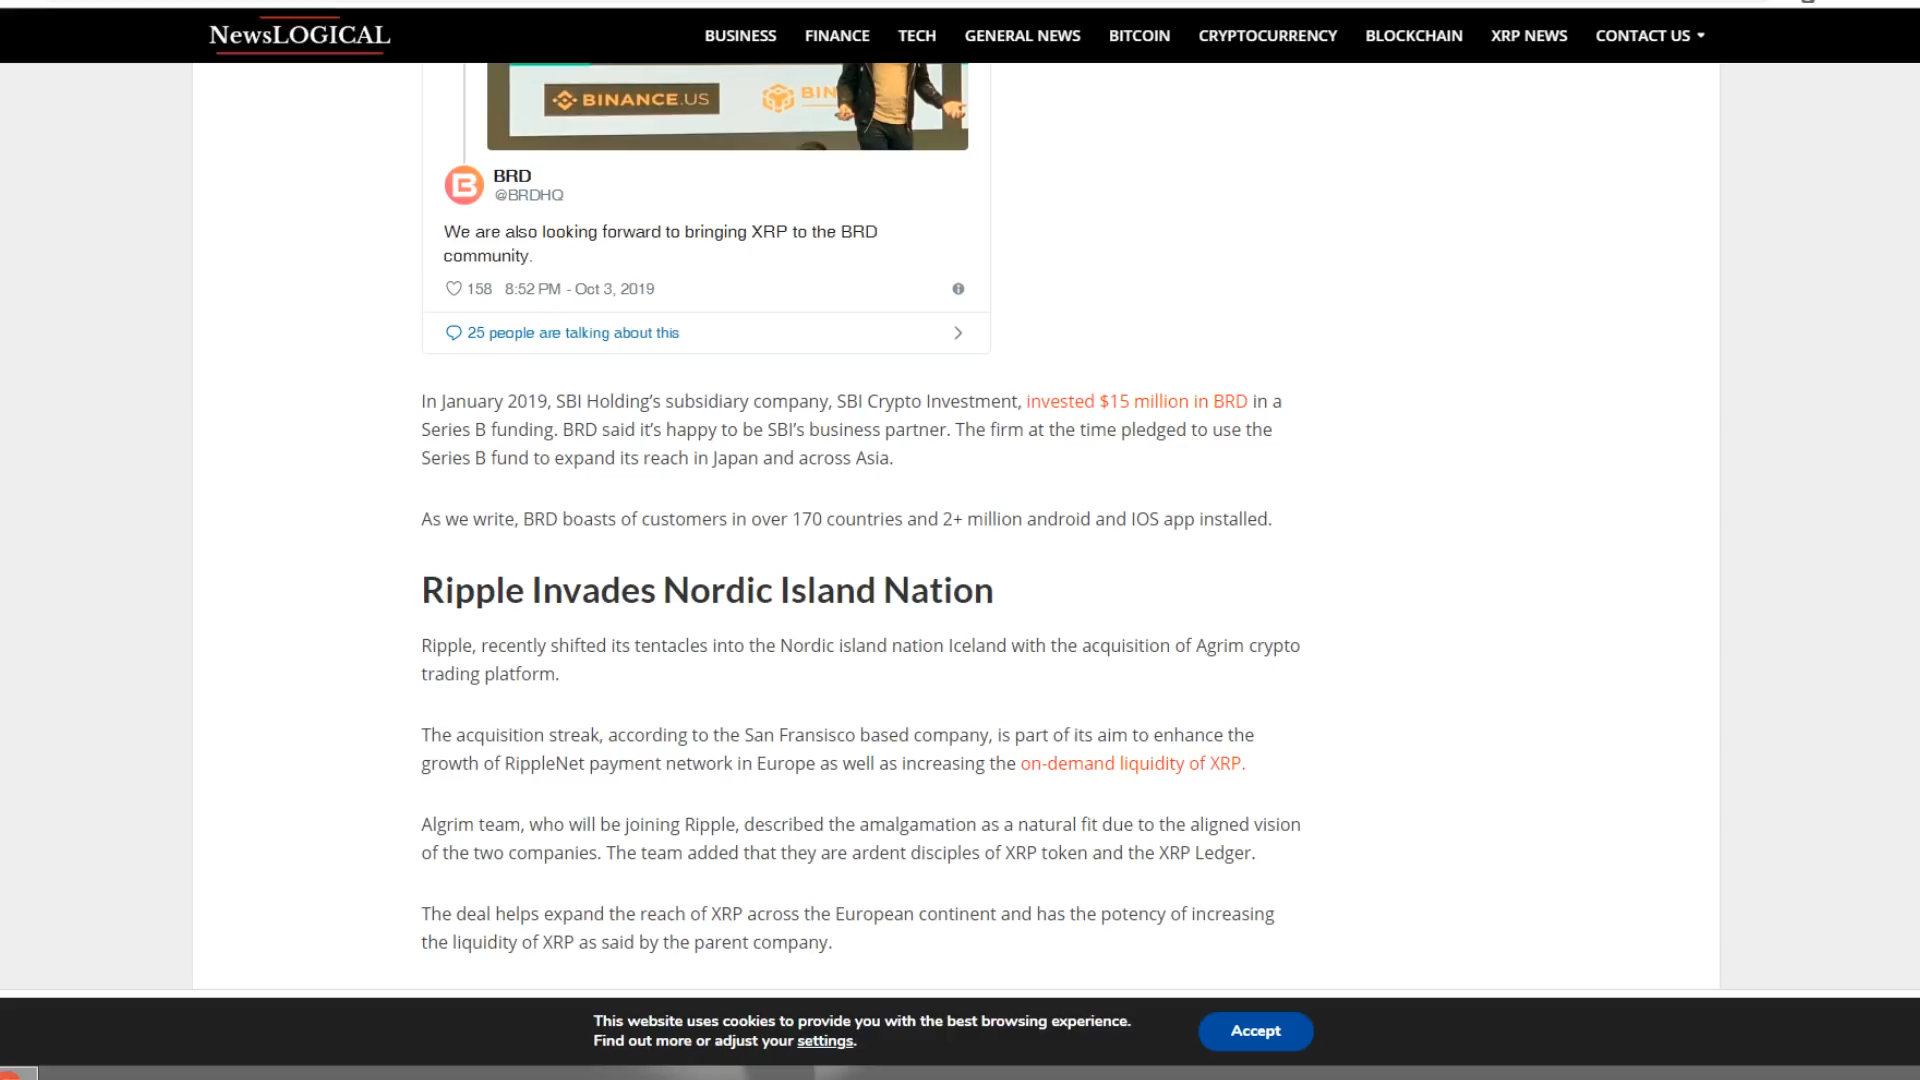 NewsLOGICAL
BUSINESS FINANCE TECH GENERAL NEWS BITCOIN CRYPTOCURRENCY BLOCKCHAIN XRP NEWS CONTACT US
BINANCE.US
BIN
BRD
@BRDHQ
We are also looking forward to bringing XRP to the BRD
community.
158 8:52 PM - Oct 3, 2019
25 people are talking about this
In January 2019, SBI Holding's subsidiary company, SBI Crypto Investment, invested $15 million in BRD in a
Series B funding. BRD said it's happy to be SBI's business partner. The firm at the time pledged to use the
Series B fund to expand its reach in Japan and across Asia.
As we write, BRD boasts of customers in over 170 countries and 2+ million android and IOS app installed.
Ripple Invades Nordic Island Nation
Ripple, recently shifted its tentacles into the Nordic island nation Iceland with the acquisition of Agrim crypto
trading platform.
The acquisition streak, according to the San Fransisco based company, is part of its aim to enhance the
growth of RippleNet payment network in Europe as well as increasing the on-demand liquidity of XRP.
Algrim team, who will be joining Ripple, described the amalgamation as a natural fit due to the aligned vision
of the two companies. The team added that they are ardent disciples of XRP token and the XRP Ledger.
The deal helps expand the reach of XRP across the European continent and has the potency of increasing
the liquidity of XRP as said by the parent company.
This website uses cookies to provide you with the best browsing experience.
Find out more or adjust your settings.
Accept